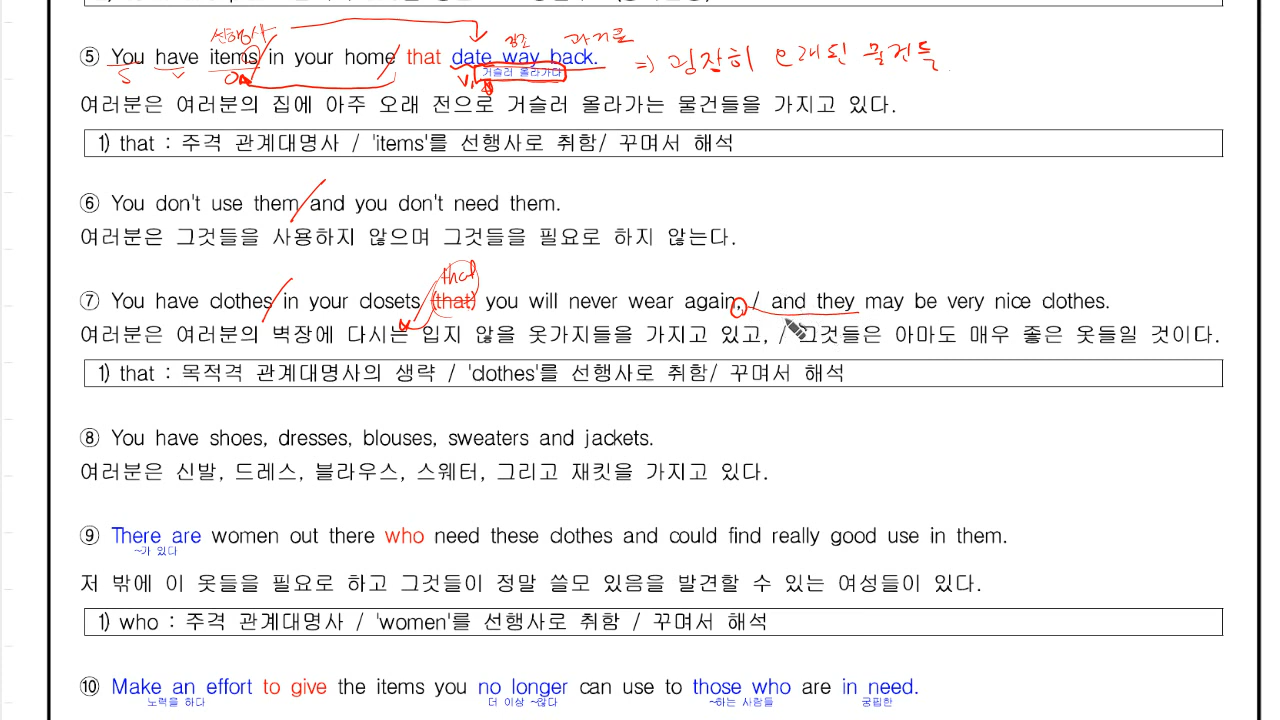 선행사 강조 과거로
⑤ You have items in your home that date way back. => 굉장히 오래된 물건들
S V O V 거슬러 올라가다
여러분은 여러분의 집에 아주 오래 전으로 거슬러 올라가는 물건들을 가지고 있다.
1) that : 주격 관계대명사 / 'items'를 선행사로 취함/ 꾸며서 해석
⑥ You don't use them / and you don't need them.
여러분은 그것들을 사용하지 않으며 그것들을 필요로 하지 않는다.
that
⑦ You have clothes / in your closets (that) you will never wear again, / and they may be very nice clothes.
여러분은 여러분의 벽장에 다시는 입지 않을 옷가지들을 가지고 있고, / 그것들은 아마도 매우 좋은 옷들일 것이다.
1) that : 목적격 관계대명사의 생략 / 'clothes'를 선행사로 취함/ 꾸며서 해석
⑧ You have shoes, dresses, blouses, sweaters and jackets.
여러분은 신발, 드레스, 블라우스, 스웨터, 그리고 재킷을 가지고 있다.
⑨ There are women out there who need these clothes and could find really good use in them.
~가 있다
저 밖에 이 옷들을 필요로 하고 그것들이 정말 쓸모 있음을 발견할 수 있는 여성들이 있다.
1) who : 주격 관계대명사 / 'women'를 선행사로 취함 / 꾸며서 해석
⑩ Make an effort to give the items you no longer can use to those who are in need.
노력을 하다 더 이상 ~않다 ~하는 사람들 궁핍한